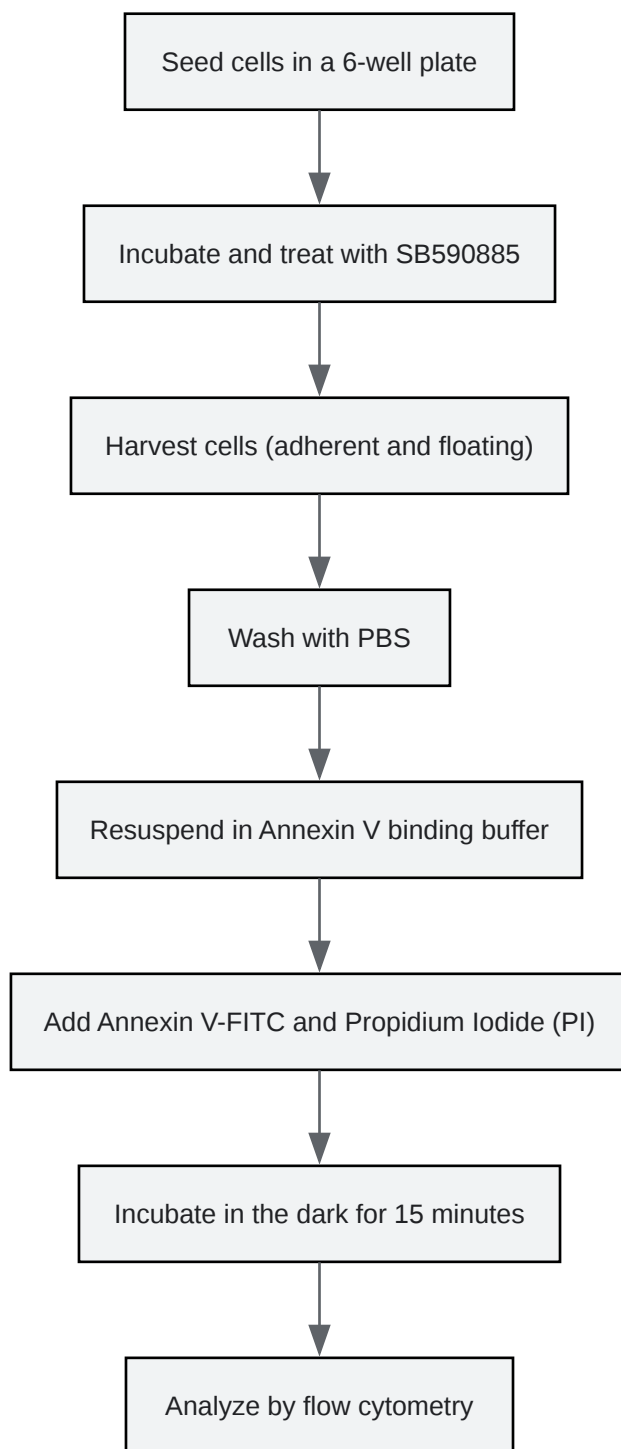 Seed cells in a 6-well plate
Incubate and treat with SB590885
Harvest cells (adherent and floating)
Wash with PBS
Resuspend in Annexin V binding buffer
Add Annexin V-FITC and Propidium Iodide (PI)
Incubate in the dark for 15 minutes
Analyze by flow cytometry